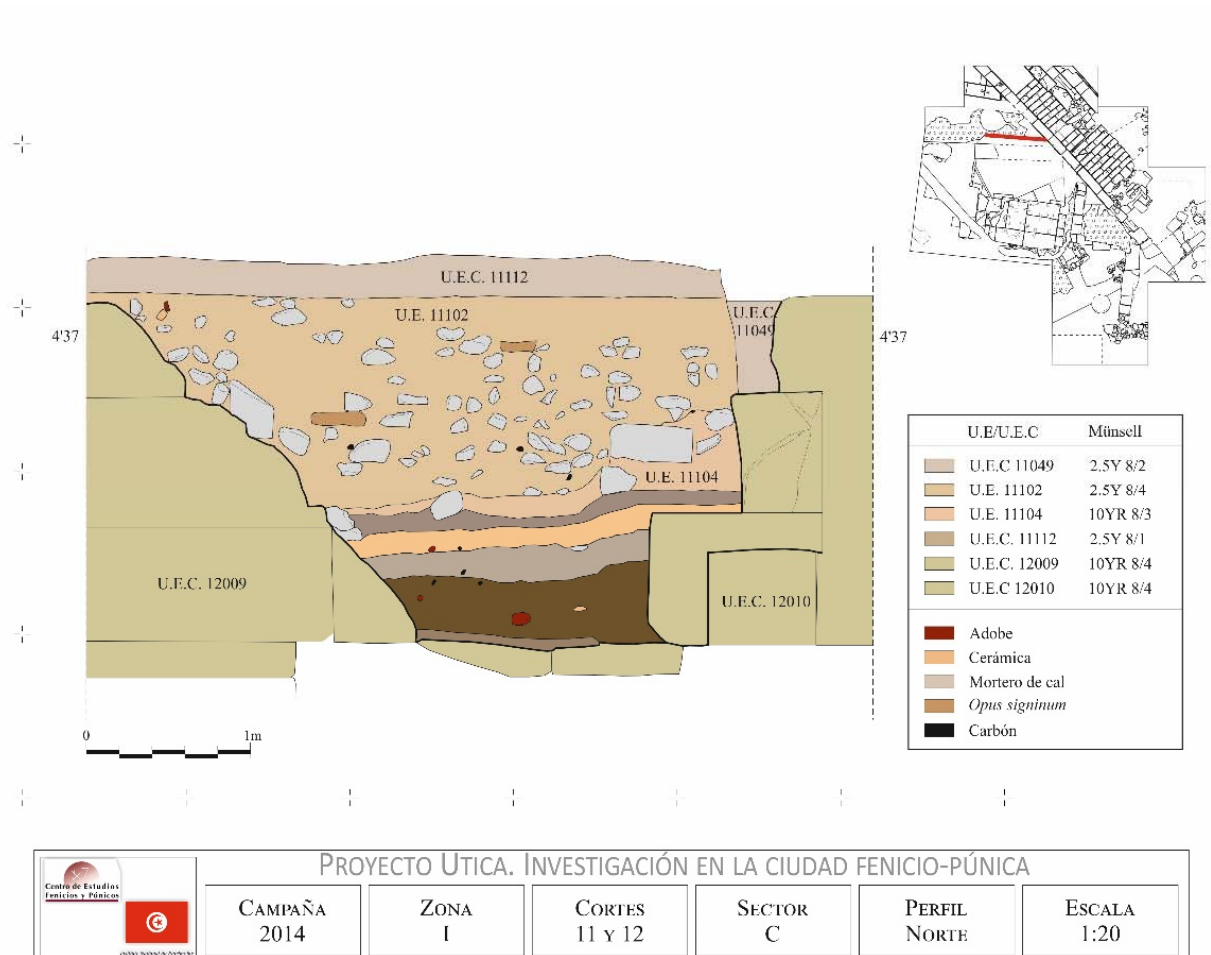 U.E.C. 11112
U.E. 11102
U.E.C.
11049
4'37
4'37
U.E. 11104
U.E.C. 12009
U.E.C. 12010
0 1m
U.E/U.E.C Münsell
U.E.C 11049 2.5Y 8/2
U.E. 11102 2.5Y 8/4
U.E. 11104 10YR 8/3
U.E.C. 11112 2.5Y 8/1
U.E.C. 12009 10YR 8/4
U.E.C 12010 10YR 8/4
Adobe
Cerámica
Mortero de cal
Opus signinum
Carbón
PROYECTO UTICA. INVESTIGACIÓN EN LA CIUDAD FENICIO-PÚNICA
Centro de Estudios
Fenicios y Púnicos
CAMPAÑA
2014
ZONA
I
CORTES
11 Y 12
SECTOR
C
PERFIL
NORTE
ESCALA
1:20